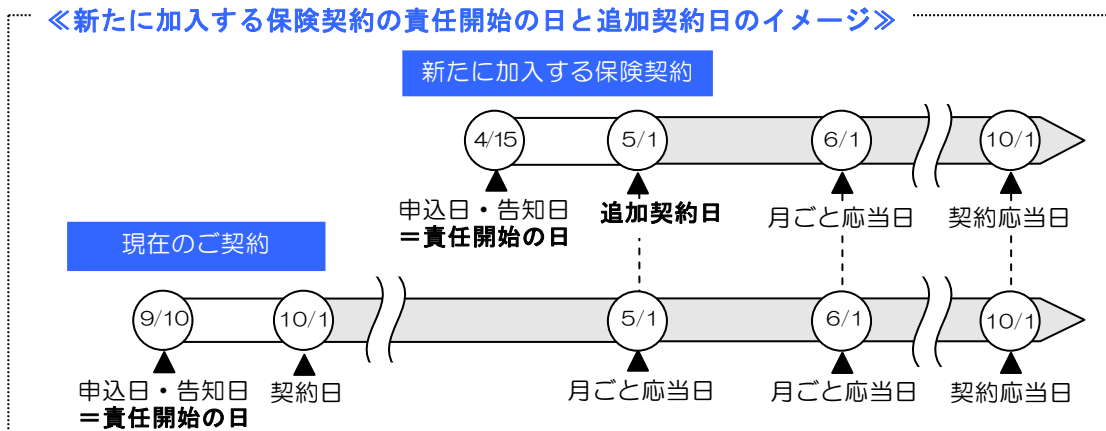 ≪新たに加入する保険契約の責任開始の日と追加契約日のイメージ≫
新たに加入する保険契約
4/15 5/1 6/1 10/1
申込日・告知日 追加契約日 月ごと応当日 契約応当日
＝責任開始の日
現在のご契約
9/10 10/1 5/1 6/1 10/1
申込日・告知日 契約日 月ごと応当日 月ごと応当日 契約応当日
＝責任開始の日